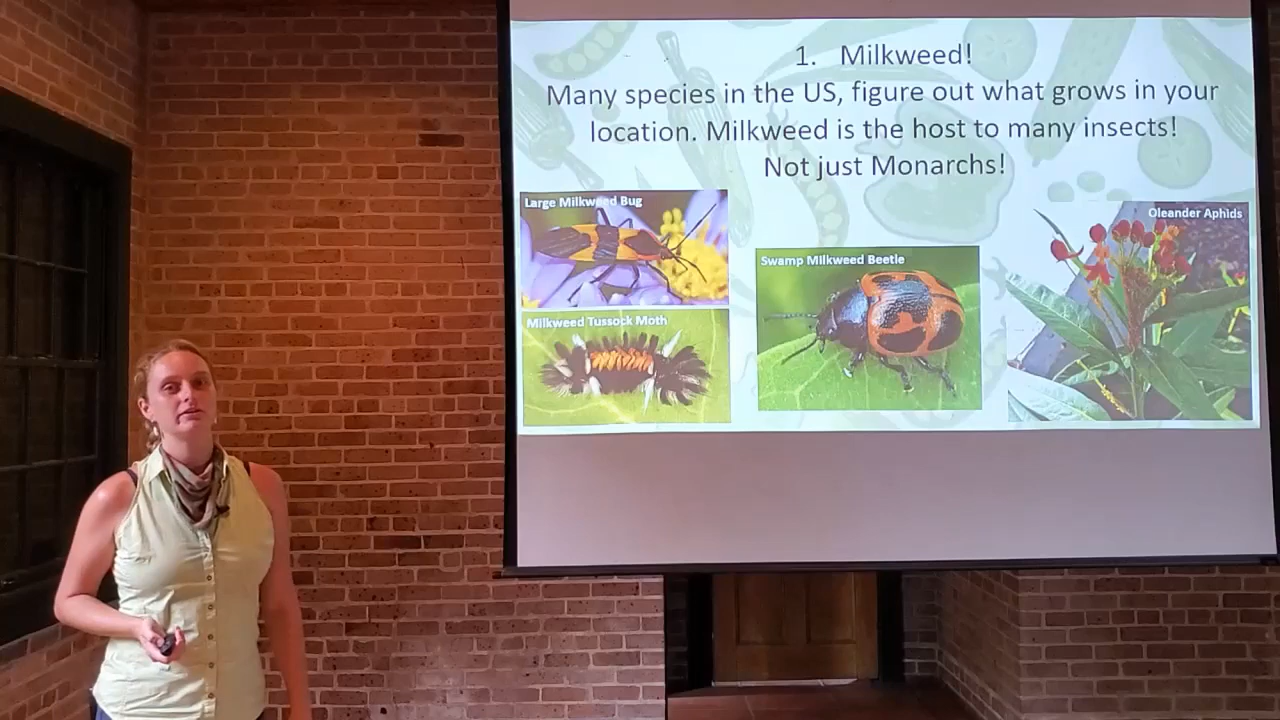 1. Milkweed!
Many species in the US, figure out what grows in your
location. Milkweed is the host to many insects!
Not just Monarchs!
Large Milkweed Bug
Milkweed Tussock Moth
Swamp Milkweed Beetle
Oleander Aphids